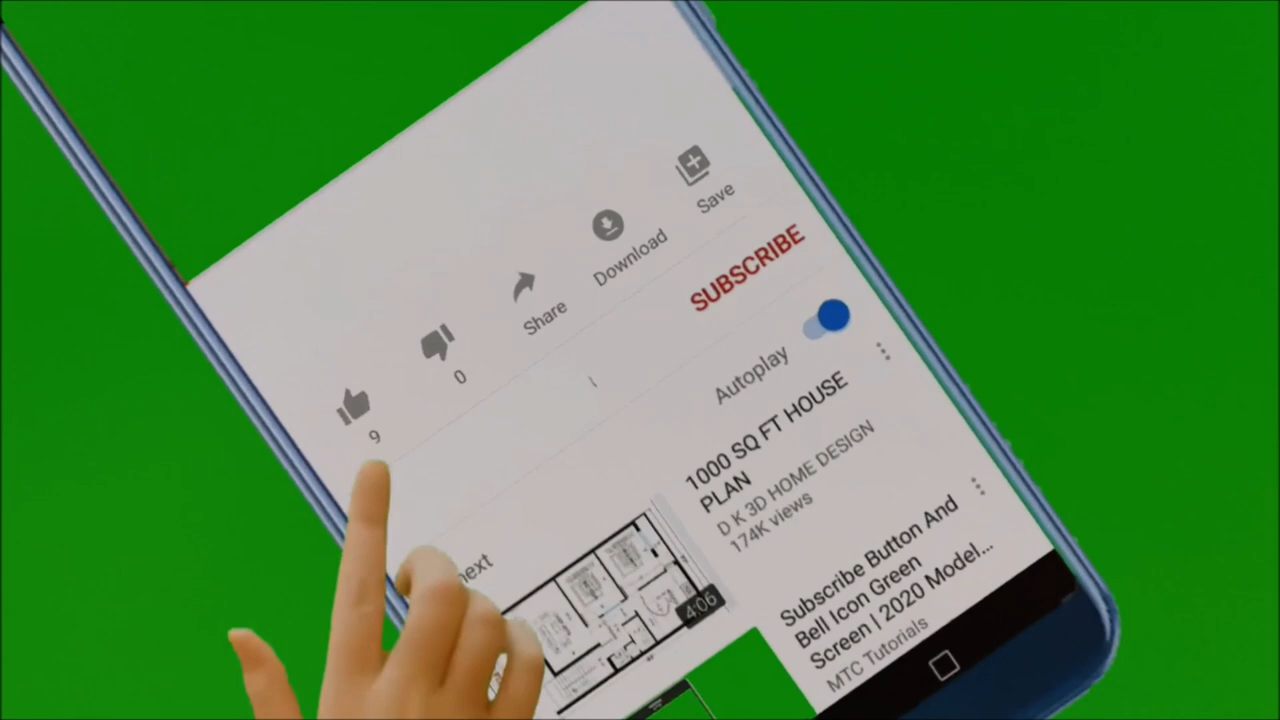 9
0
Share
Download
Save
SUBSCRIBE
Autoplay
next
1000 SQ FT HOUSE
PLAN
D K 3D HOME DESIGN
174K views
4:06
Subscribe Button And
Bell Icon Green
Screen | 2020 Model...
MTC Tutorials